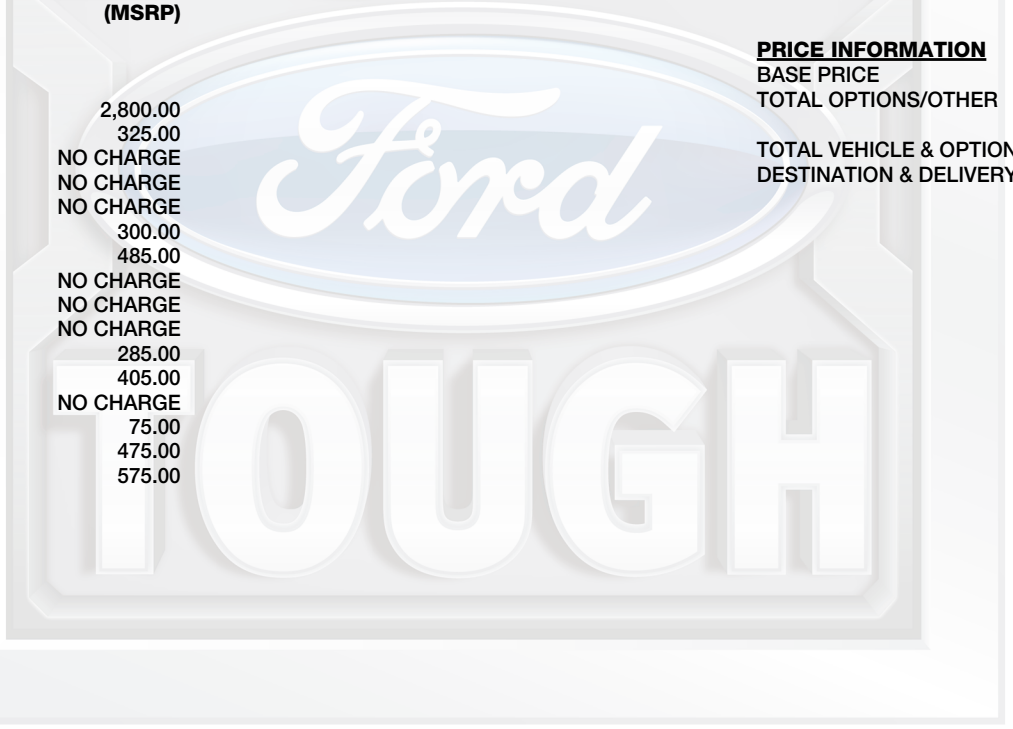 (MSRP)
2,800.00
325.00
NO CHARGE
NO CHARGE
NO CHARGE
300.00
485.00
NO CHARGE
NO CHARGE
NO CHARGE
285.00
405.00
NO CHARGE
75.00
475.00
575.00
PRICE INFORMATION
BASE PRICE
TOTAL OPTIONS/OTHER
TOTAL VEHICLE & OPTION
DESTINATION & DELIVERY
Ford
TOUGH